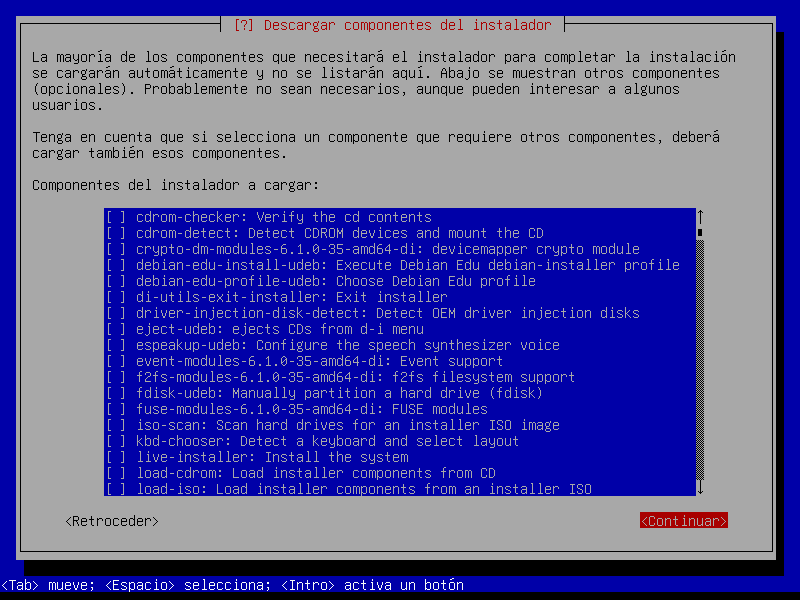 [?] Descargar componentes del instalador
La mayoría de los componentes que necesitará el instalador para completar la instalación
se cargarán automáticamente y no se listarán aquí. Abajo se muestran otros componentes
(opcionales). Probablemente no sean necesarios, aunque pueden interesar a algunos
usuarios.
Tenga en cuenta que si selecciona un componente que requiere otros componentes, deberá
cargar también esos componentes.
Componentes del instalador a cargar:
[ ] cdrom-checker: Verify the cd contents
[ ] cdrom-detect: Detect CDROM devices and mount the CD
[ ] crypto-dm-modules-6.1.0-35-amd64-di: devicemapper crypto module
[ ] debian-edu-install-udeb: Execute Debian Edu debian-installer profile
[ ] debian-edu-profile-udeb: Choose Debian Edu profile
[ ] di-utils-exit-installer: Exit installer
[ ] driver-injection-disk-detect: Detect OEM driver injection disks
[ ] eject-udeb: ejects CDs from d-i menu
[ ] espeakup-udeb: Configure the speech synthesizer voice
[ ] event-modules-6.1.0-35-amd64-di: Event support
[ ] f2fs-modules-6.1.0-35-amd64-di: f2fs filesystem support
[ ] fdisk-udeb: Manually partition a hard drive (fdisk)
[ ] fuse-modules-6.1.0-35-amd64-di: FUSE modules
[ ] iso-scan: Scan hard drives for an installer ISO image
[ ] kbd-chooser: Detect a keyboard and select layout
[ ] live-installer: Install the system
[ ] load-cdrom: Load installer components from CD
[ ] load-iso: Load installer components from an installer ISO
<Retroceder> <Continuar>
<Tab> mueve; <Espacio> selecciona; <Intro> activa un botón